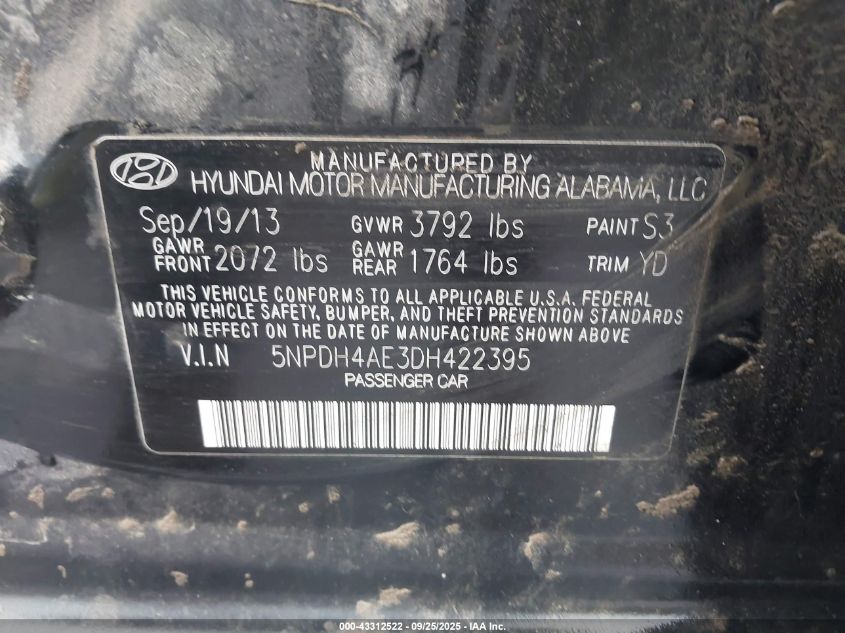 MANUFACTURED BY
HYUNDAI MOTOR MANUFACTURING ALABAMA, LLC
Sep/19/13 GVWR 3792 lbs PAINT S3
GAWR FRONT 2072 lbs GAWR REAR 1764 lbs TRIM YD
THIS VEHICLE CONFORMS TO ALL APPLICABLE U.S.A. FEDERAL
MOTOR VEHICLE SAFETY, BUMPER, AND THEFT PREVENTION STANDARDS
IN EFFECT ON THE DATE OF MANUFACTURE SHOWN ABOVE
V.I.N 5NPDH4AE3DH422395
PASSENGER CAR
000-43312522 - 09/25/2025 - © IAA, Inc.